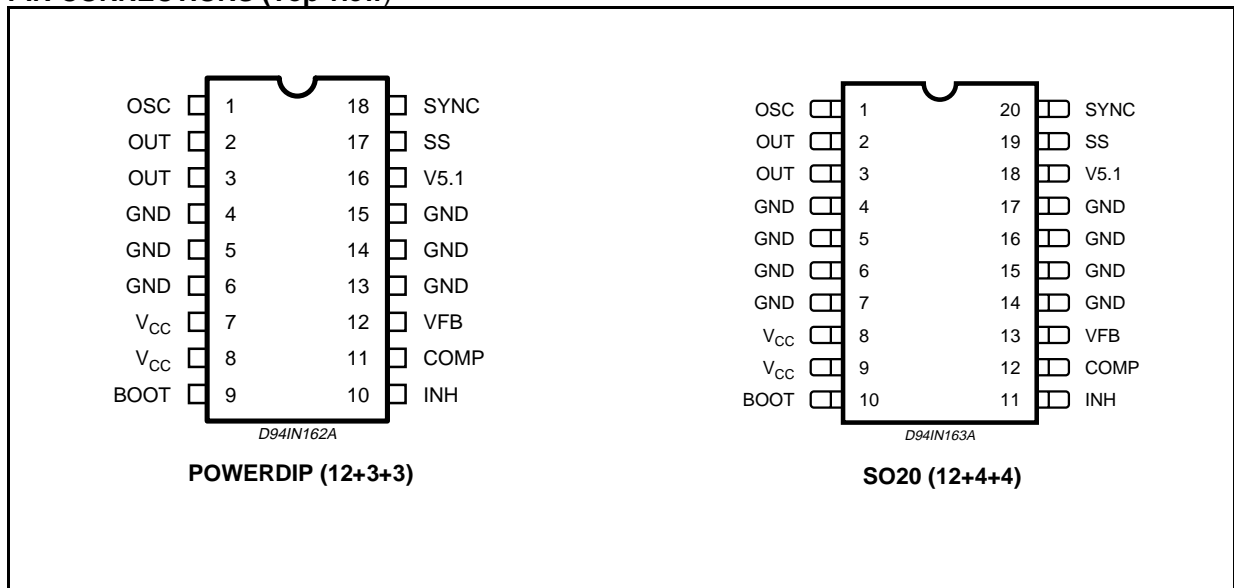 PIN CONNECTIONS (Top view)
OSC 1 18 SYNC
OUT 2 17 SS
OUT 3 16 V5.1
GND 4 15 GND
GND 5 14 GND
GND 6 13 GND
VCC 7 12 VFB
VCC 8 11 COMP
BOOT 9 10 INH
D94IN162A
POWERDIP (12+3+3)
OSC 1 20 SYNC
OUT 2 19 SS
OUT 3 18 V5.1
GND 4 17 GND
GND 5 16 GND
GND 6 15 GND
GND 7 14 GND
VCC 8 13 VFB
VCC 9 12 COMP
BOOT 10 11 INH
D94IN163A
SO20 (12+4+4)